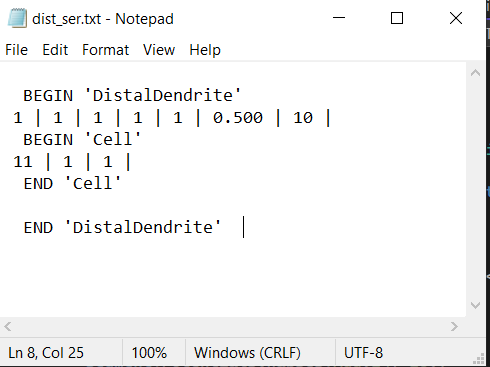 dist_ser.txt - Notepad
File Edit Format View Help
BEGIN 'DistalDendrite'
1 | 1 | 1 | 1 | 1 | 0.500 | 10 |
BEGIN 'Cell'
11 | 1 | 1 |
END 'Cell'
END 'DistalDendrite'
Ln 8, Col 25 100% Windows (CRLF) UTF-8